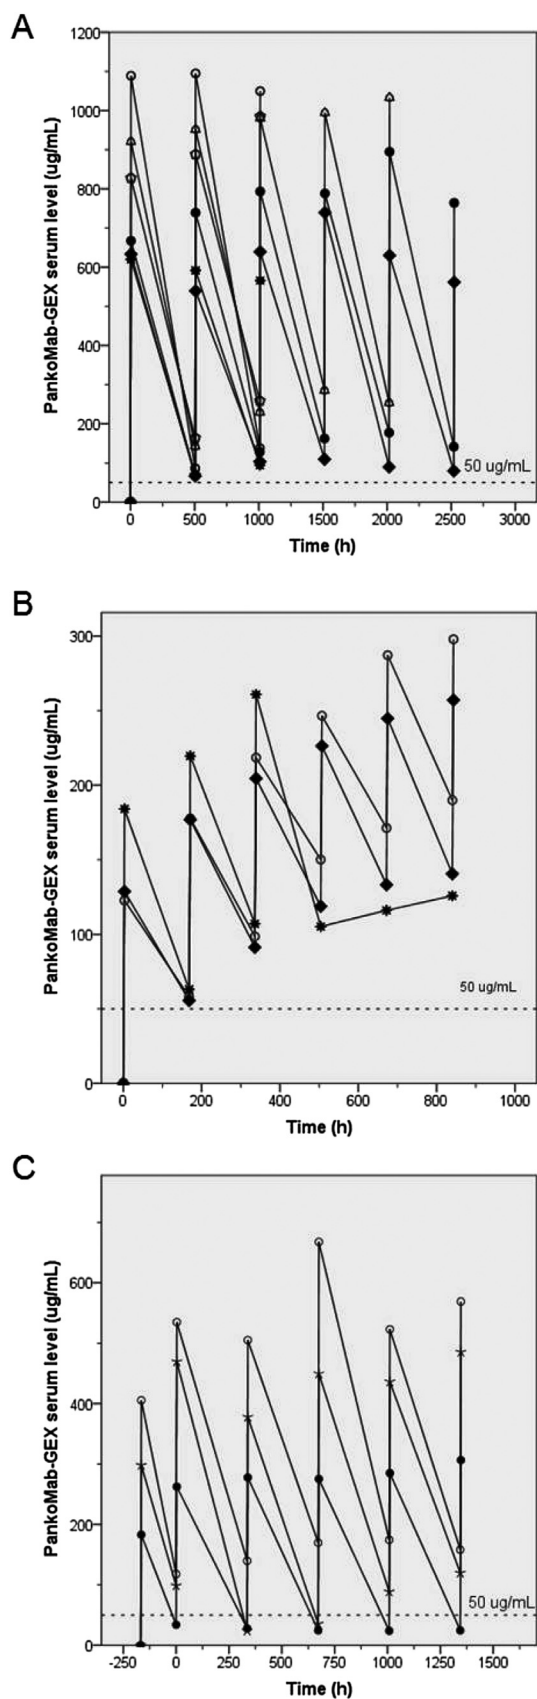 A
PankoMab-GEX serum level (ug/mL)
1200
1000
800
600
400
200
0
50 ug/mL
0 500 1000 1500 2000 2500 3000
Time (h)
B
PankoMab-GEX serum level (ug/mL)
300
200
100
0
50 ug/mL
0 200 400 600 800 1000
Time (h)
C
PankoMab-GEX serum level (ug/mL)
600
400
200
0
50 ug/mL
-250 0 250 500 750 1000 1250 1500
Time (h)